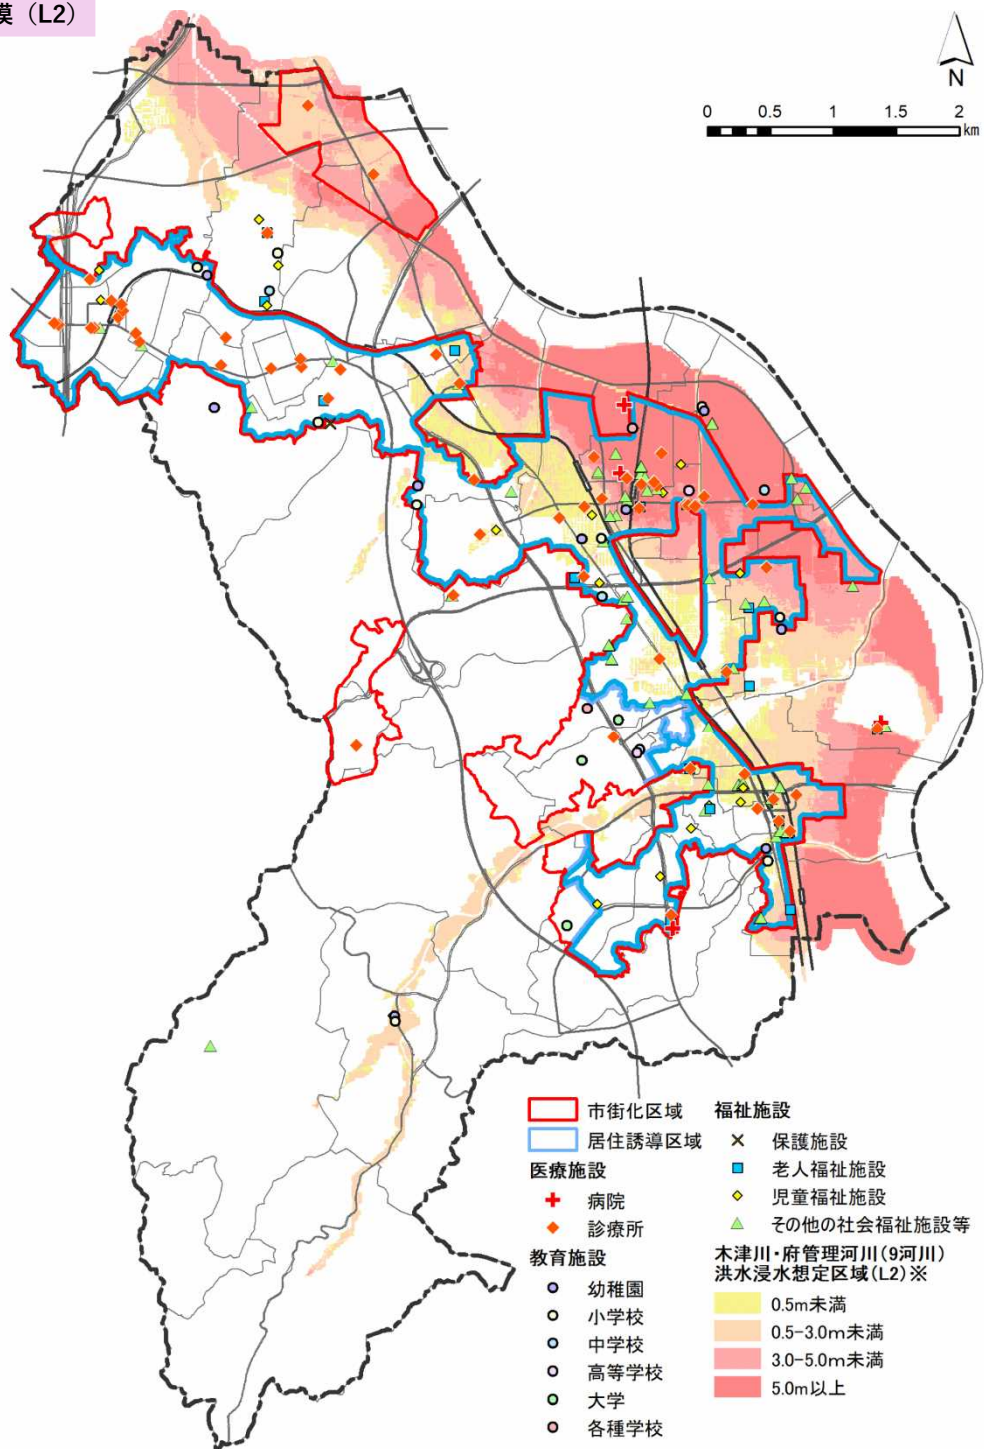 模（L2）
N
0 0.5 1 1.5 2
km
市街化区域
居住誘導区域
医療施設
病院
診療所
教育施設
幼稚園
小学校
中学校
高等学校
大学
各種学校
福祉施設
保護施設
老人福祉施設
児童福祉施設
その他の社会福祉施設等
木津川・府管理河川（9河川）
洪水浸水想定区域（L2）※
0.5m未満
0.5-3.0m未満
3.0-5.0m未満
5.0m以上